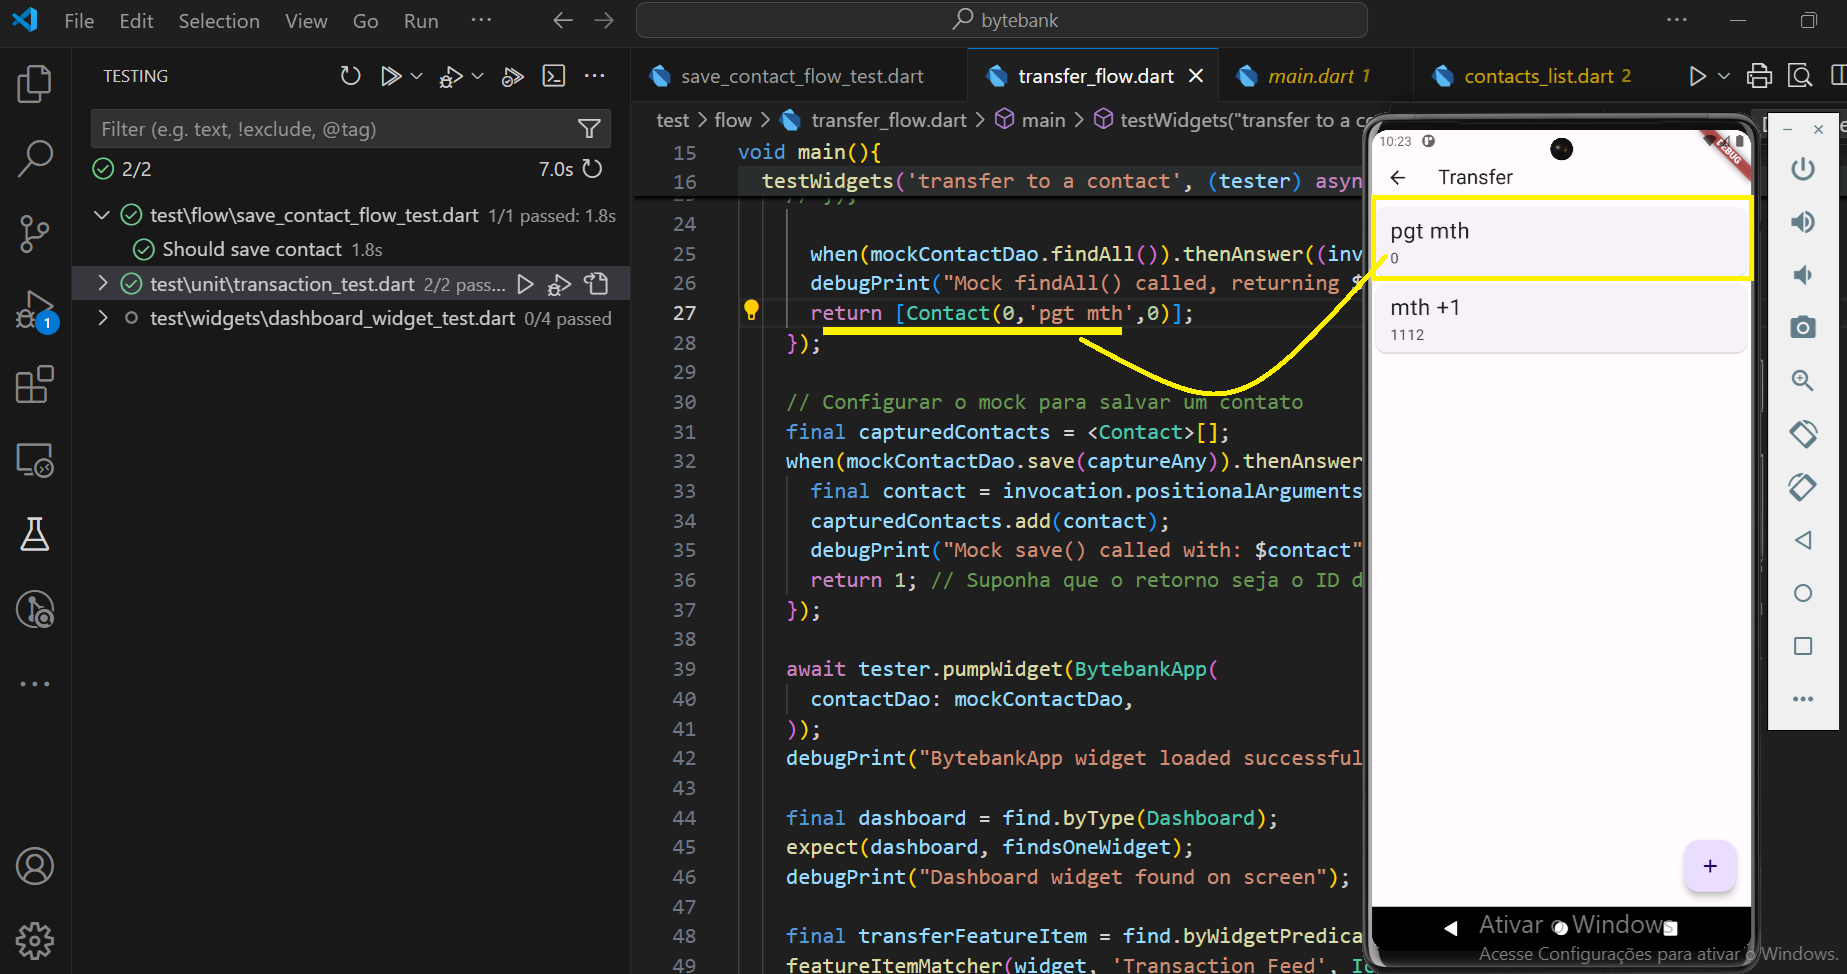 File Edit Selection View Go Run ··· bytebank
TESTING
Filter (e.g. text, !exclude, @tag)
2/2 7.0s
test\flow\save_contact_flow_test.dart 1/1 passed: 1.8s
Should save contact 1.8s
test\unit\transaction_test.dart 2/2 pass...
test\widgets\dashboard_widget_test.dart 0/4 passed
1
save_contact_flow_test.dart transfer_flow.dart main.dart 1 contacts_list.dart 2
test > flow > transfer_flow.dart > main > testWidgets("transfer to a co
15 void main(){
16 testWidgets('transfer to a contact', (tester) asyn
24
25 when(mockContactDao.findAll()).thenAnswer((inv
26 debugPrint("Mock findAll() called, returning $
27 return [Contact(0,'pgt mth',0)];
28 });
29
30 // Configurar o mock para salvar um contato
31 final capturedContacts = <Contact>[];
32 when(mockContactDao.save(captureAny)).thenAnswer
33 final contact = invocation.positionalArguments
34 capturedContacts.add(contact);
35 debugPrint("Mock save() called with: $contact"
36 return 1; // Suponha que o retorno seja o ID d
37 });
38
39 await tester.pumpWidget(BytebankApp(
40 contactDao: mockContactDao,
41 ));
42 debugPrint("BytebankApp widget loaded successful
43
44 final dashboard = find.byType(Dashboard);
45 expect(dashboard, findsOneWidget);
46 debugPrint("Dashboard widget found on screen");
47
48 final transferFeatureItem = find.byWidgetPredica
49 featureItemMatcher(widget, 'Transaction Feed', Ic
10:23
DEBUG
Transfer
pgt mth
0
mth +1
1112
+
Ativar o Windows
Acesse Configurações para ativar o Windows.